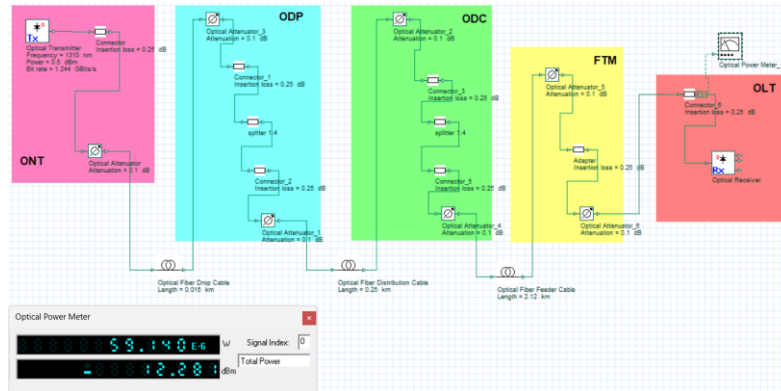 ODP
ODC
FTM
OLT
ONT
Tx
Optical Transmitter
Frequency = 1310 nm
Power = 0.5 dBm
Bit rate = 1.244 GBits/s
Connector
Insertion loss = 0.25 dB
Optical Attenuator
Attenuation = 0.1 dB
Optical Attenuator_3
Attenuation = 0.1 dB
Connector_1
Insertion loss = 0.25 dB
splitter 1:4
Connector_2
Insertion loss = 0.25 dB
Optical Attenuator_1
Attenuation = 0.1 dB
Optical Attenuator_2
Attenuation = 0.1 dB
Connector_3
Insertion loss = 0.25 dB
splitter 1:4
Connector_5
Insertion loss = 0.25 dB
Optical Attenuator_4
Attenuation = 0.1 dB
Optical Attenuator_5
Attenuation = 0.1 dB
Adapter
Insertion loss = 0.25 dB
Optical Attenuator_6
Attenuation = 0.1 dB
Optical Power Meter_
Connector_6
Insertion loss = 0.25 dB
Rx
Optical Receiver
Optical Fiber Drop Cable
Length = 0.015 km
Optical Fiber Distribution Cable
Length = 0.25 km
Optical Fiber Feeder Cable
Length = 2.12 km
Optical Power Meter
59.140 E-6 W
Signal Index: 0
Total Power
-12.281 dBm